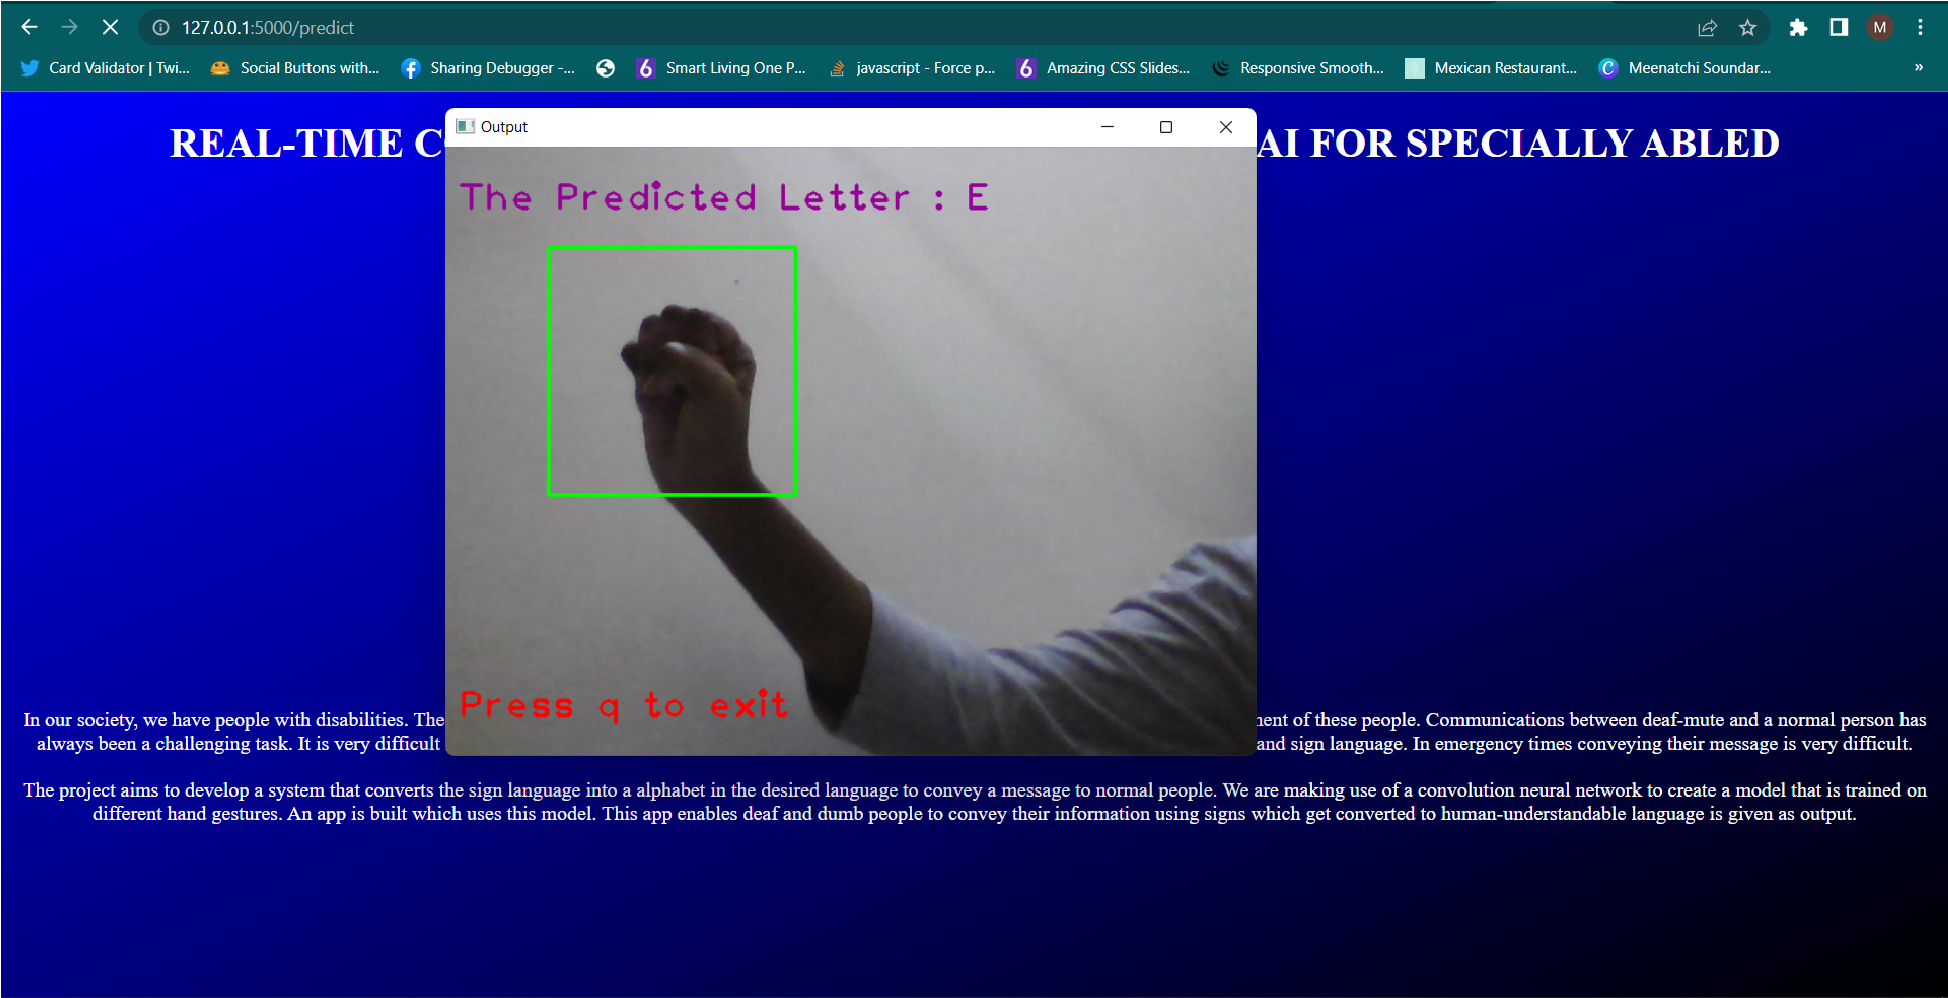 127.0.0.1:5000/predict
M
Card Validator | Twi...
Social Buttons with...
Sharing Debugger -...
Smart Living One P...
javascript - Force p...
Amazing CSS Slides...
Responsive Smooth...
Mexican Restaurant...
Meenatchi Soundar...
»
Output
REAL-TIME C AI FOR SPECIALLY ABLED
The Predicted Letter : E
Press q to exit
In our society, we have people with disabilities. The nent of these people. Communications between deaf-mute and a normal person has
always been a challenging task. It is very difficult and sign language. In emergency times conveying their message is very difficult.
The project aims to develop a system that converts the sign language into a alphabet in the desired language to convey a message to normal people. We are making use of a convolution neural network to create a model that is trained on
different hand gestures. An app is built which uses this model. This app enables deaf and dumb people to convey their information using signs which get converted to human-understandable language is given as output.